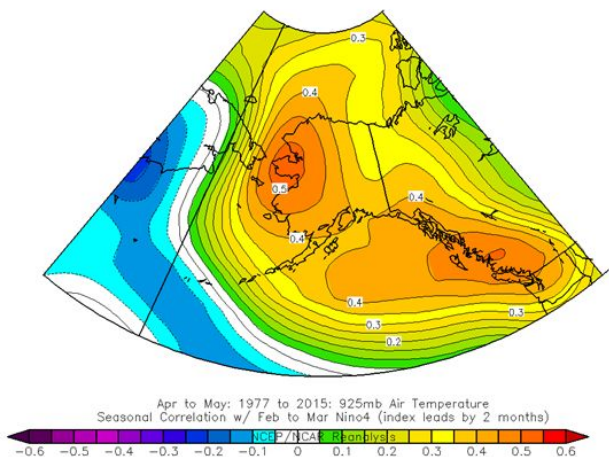 0.3
0.4
0.5
0.4
0.4
0.4
0.3
0.3
0.2
Apr to May: 1977 to 2015: 925mb Air Temperature
Seasonal Correlation w/ Feb to Mar Nino4 (index leads by 2 months)
NCEP/NCAR Reanalysis
-0.6 -0.5 -0.4 -0.3 -0.2 -0.1 0 0.1 0.2 0.3 0.4 0.5 0.6